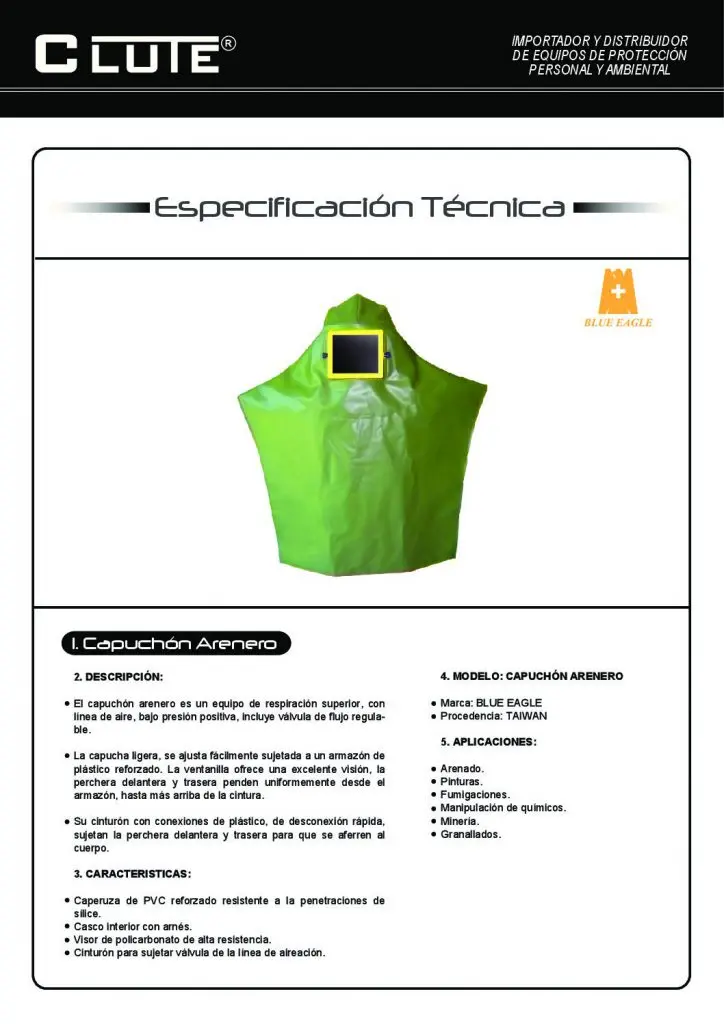 CLUTE®
IMPORTADOR Y DISTRIBUIDOR
DE EQUIPOS DE PROTECCIÓN
PERSONAL Y AMBIENTAL
Especificación Técnica
BLUE EAGLE
1. Capuchón Arenero
2. DESCRIPCIÓN:
● El capuchón arenero es un equipo de respiración superior, con
línea de aire, bajo presión positiva, incluye válvula de flujo regula-
ble.
● La capucha ligera, se ajusta fácilmente sujetada a un armazón de
plástico reforzado. La ventanilla ofrece una excelente visión, la
perchera delantera y trasera penden uniformemente desde el
armazón, hasta más arriba de la cintura.
● Su cinturón con conexiones de plástico, de desconexión rápida,
sujetan la perchera delantera y trasera para que se aferren al
cuerpo.
3. CARACTERISTICAS:
● Caperuza de PVC reforzado resistente a la penetraciones de
sílice.
● Casco interior con arnés.
● Visor de policarbonato de alta resistencia.
● Cinturón para sujetar válvula de la línea de aireación.
4. MODELO: CAPUCHÓN ARENERO
● Marca: BLUE EAGLE
● Procedencia: TAIWAN
5. APLICACIONES:
● Arenado.
● Pinturas.
● Fumigaciones.
● Manipulación de químicos.
● Minería.
● Granallados.